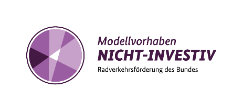 Modellvorhaben
NICHT-INVESTIV
Radverkehrsförderung des Bundes